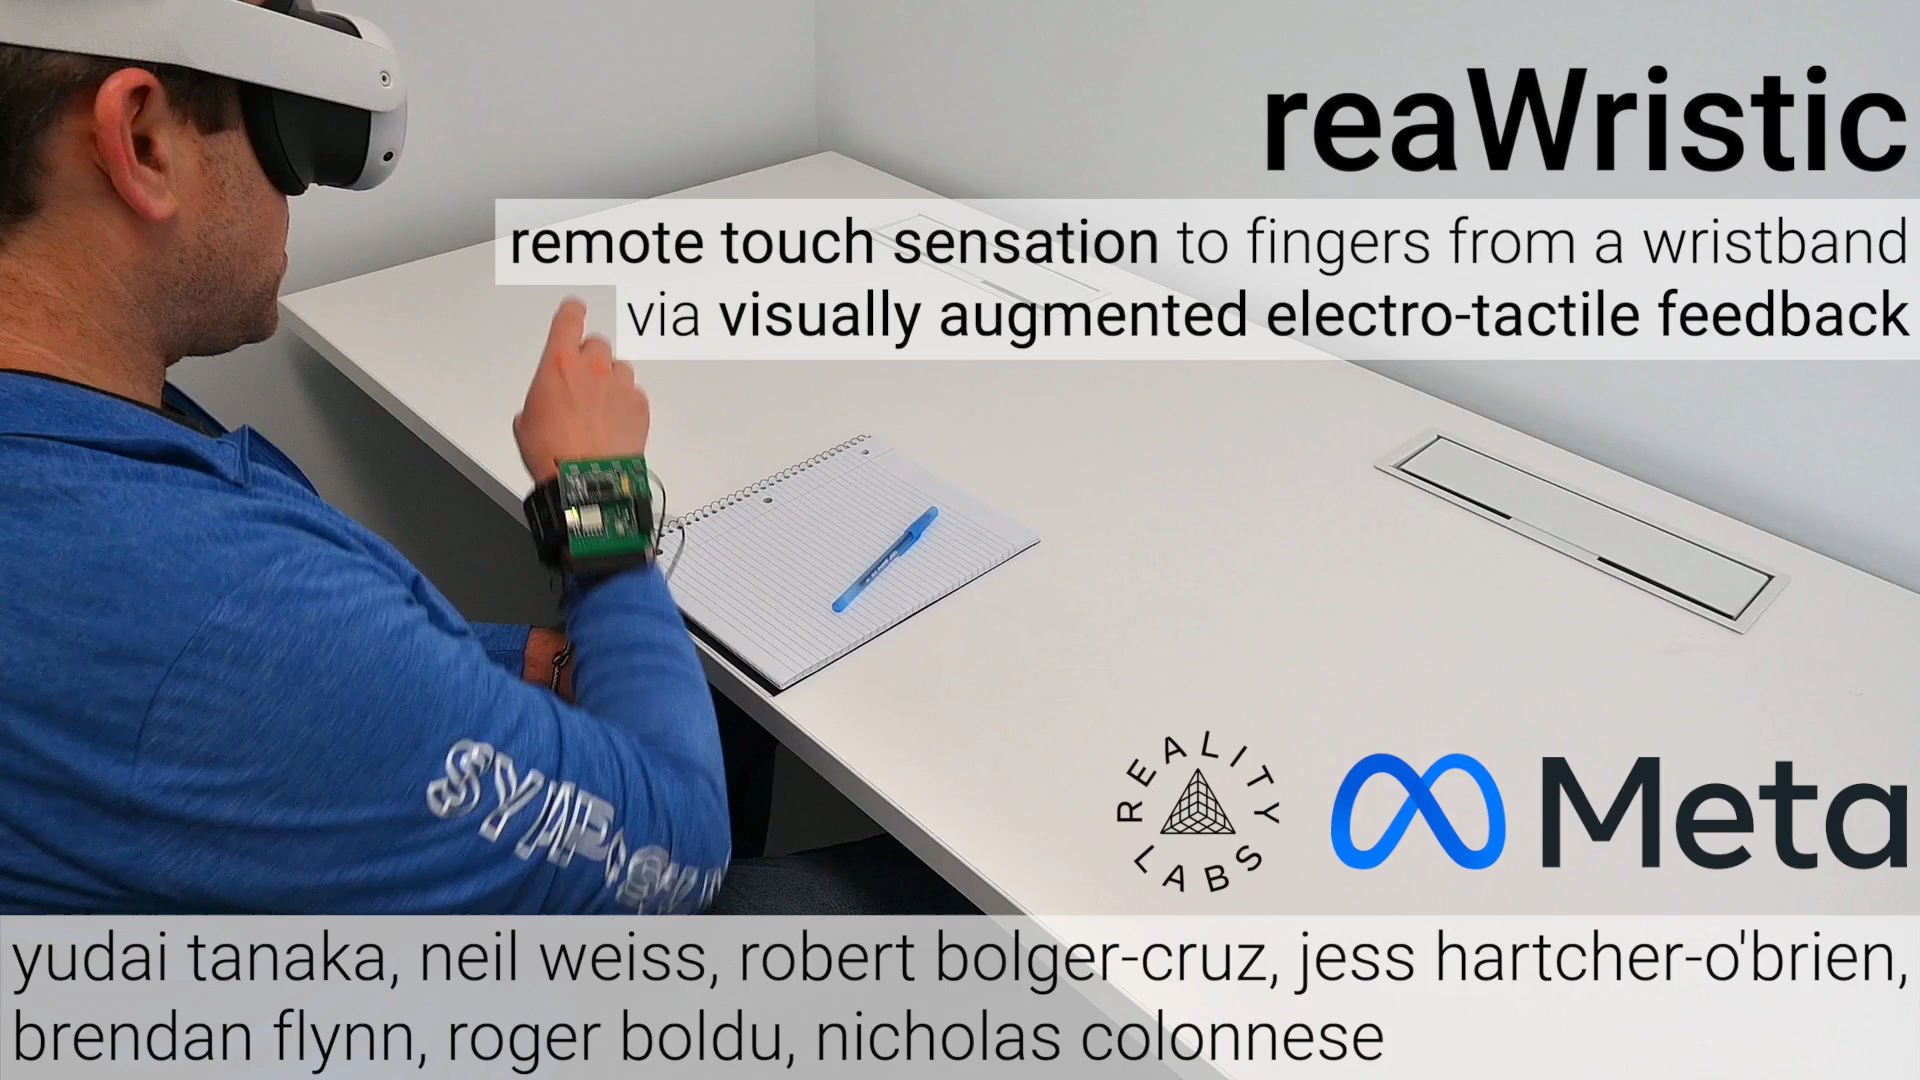 reaWristic
remote touch sensation to fingers from a wristband
via visually augmented electro-tactile feedback
REALITY LABS
Meta
yudai tanaka, neil weiss, robert bolger-cruz, jess hartcher-o'brien,
brendan flynn, roger boldu, nicholas colonnese